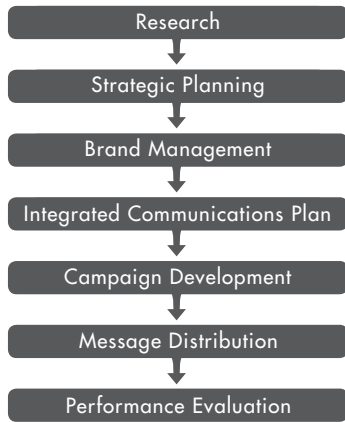 Research
Strategic Planning
Brand Management
Integrated Communications Plan
Campaign Development
Message Distribution
Performance Evaluation